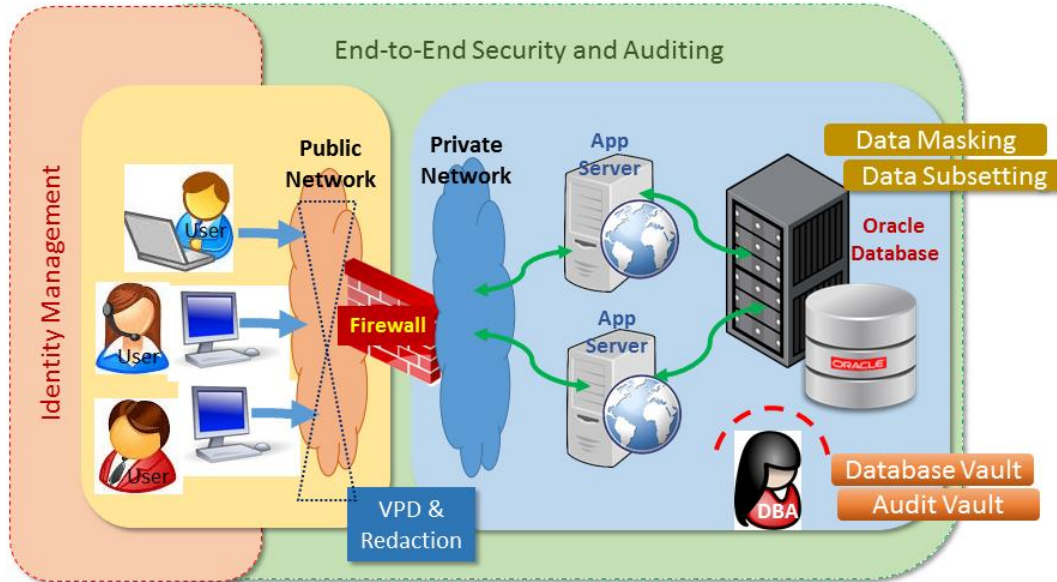 End-to-End Security and Auditing
Identity Management
Public
Network
Private
Network
App
Server
Data Masking
Data Subsetting
User
Oracle
Database
Firewall
User
App
Server
ORACLE
User
Database Vault
Audit Vault
DBA
VPD &
Redaction